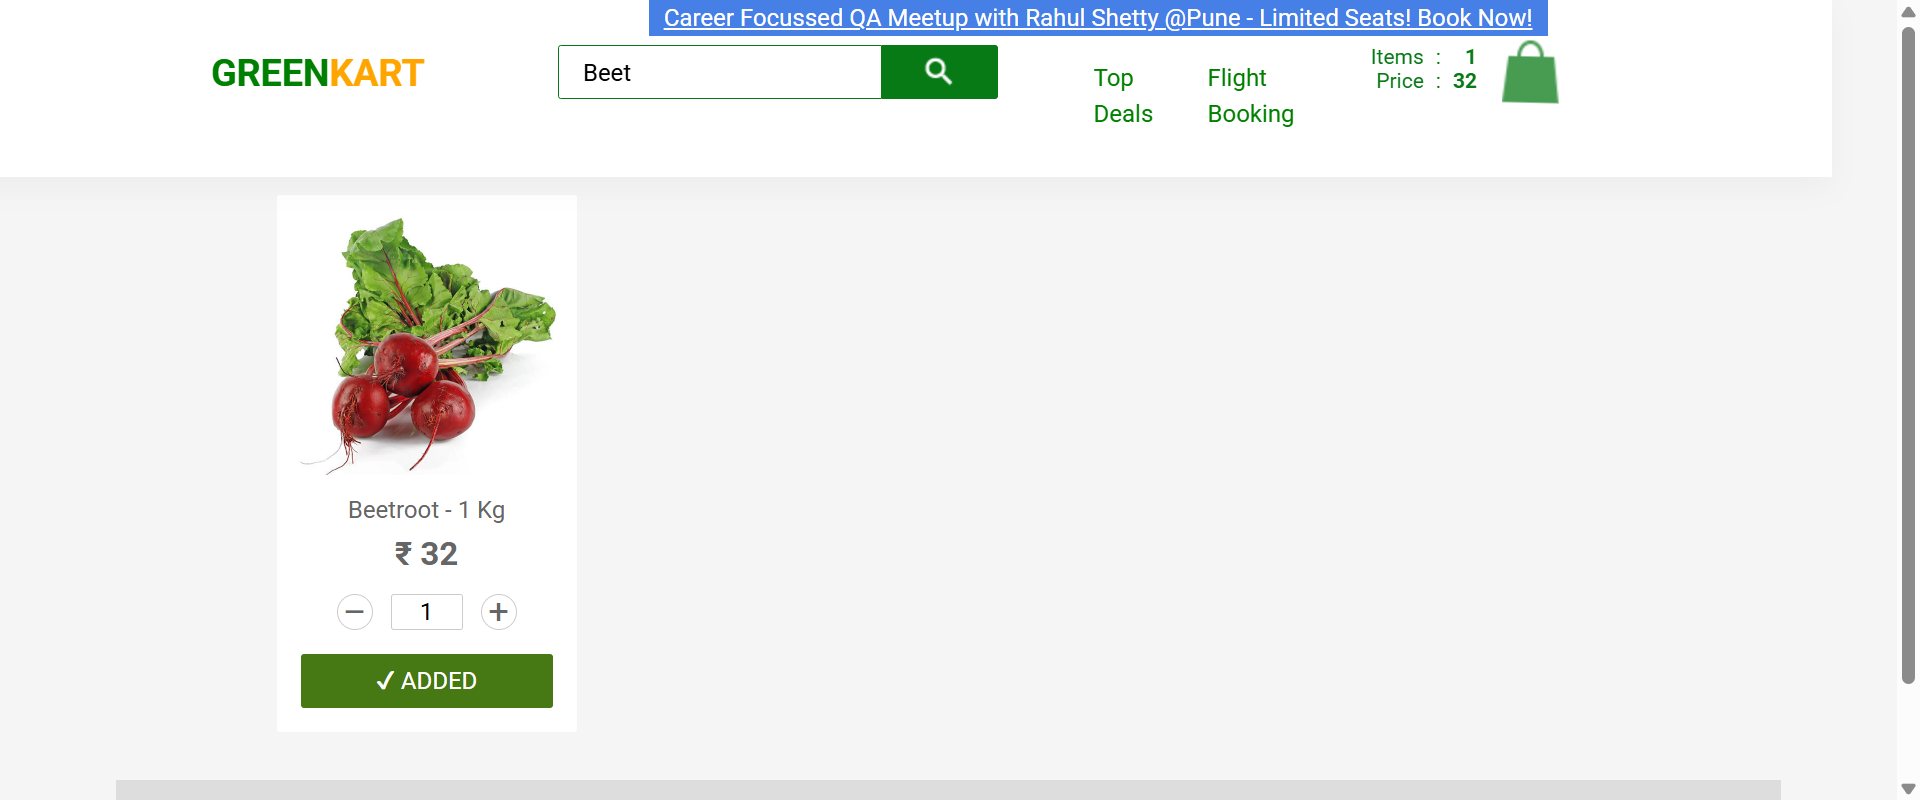 Career Focussed QA Meetup with Rahul Shetty @Pune - Limited Seats! Book Now!
GREENKART
Beet
Top Deals
Flight Booking
Items : 1
Price : 32
Beetroot - 1 Kg
₹ 32
− 1 +
✓ ADDED